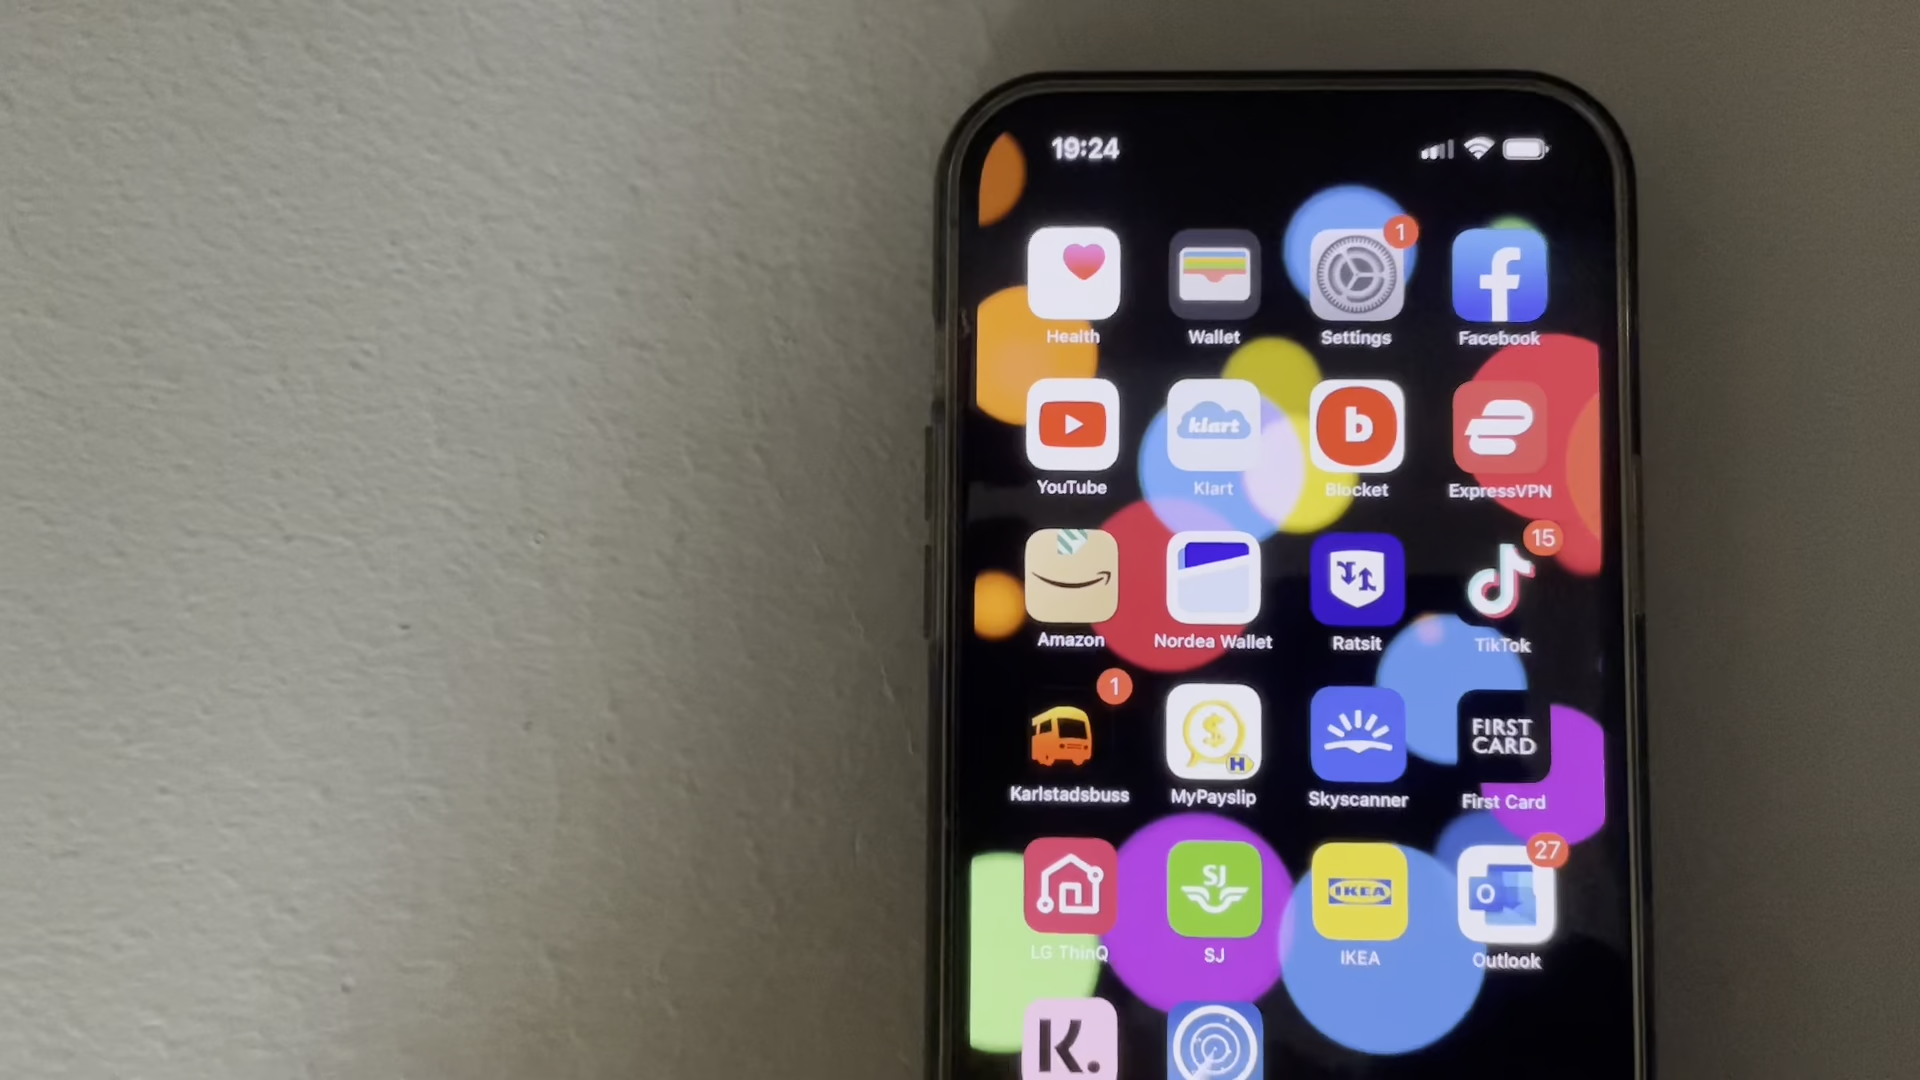 19:24
1
Health Wallet Settings Facebook
klart b
YouTube Klart Blocket ExpressVPN
15
Amazon Nordea Wallet Ratsit TikTok
1
FIRST
CARD
H
Karlstadsbuss MyPayslip Skyscanner First Card
27
SJ IKEA O
LG ThinQ SJ IKEA Outlook
K.